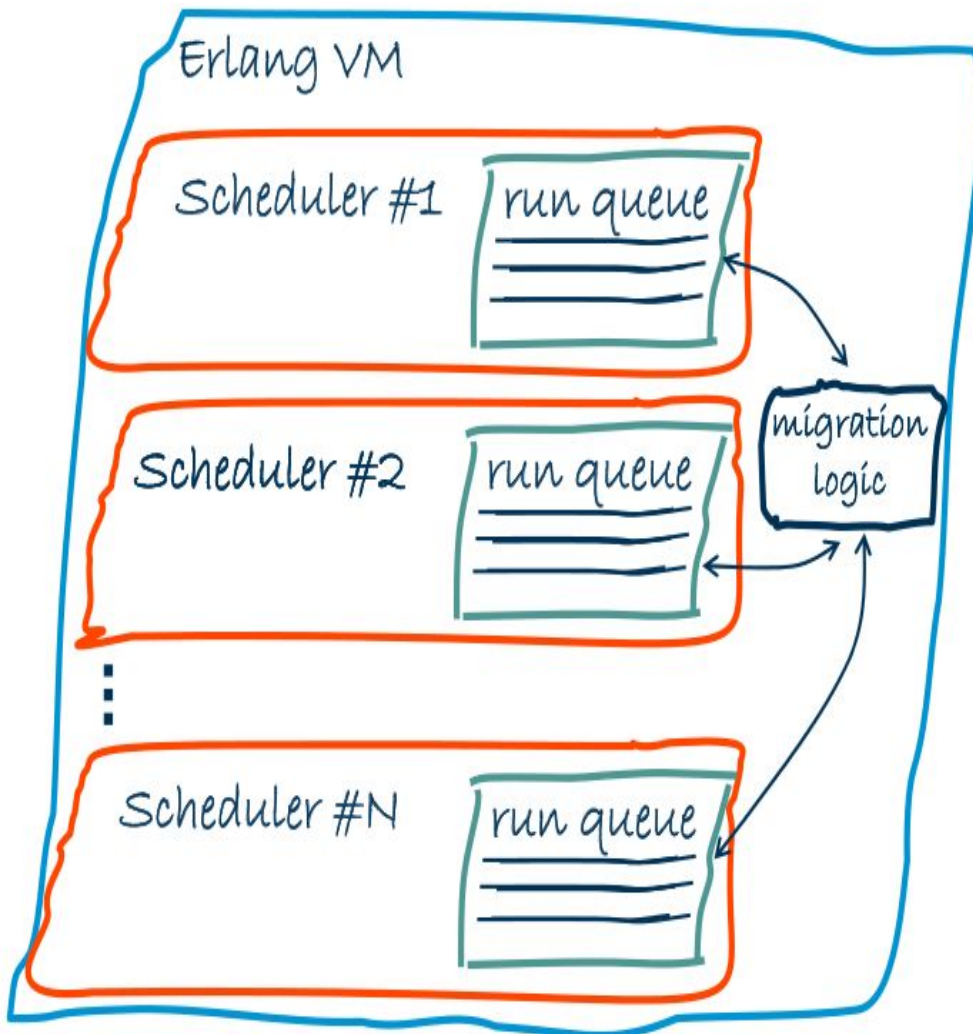 Erlang VM
Scheduler #1
run queue
migration
logic
Scheduler #2
run queue
Scheduler #N
run queue